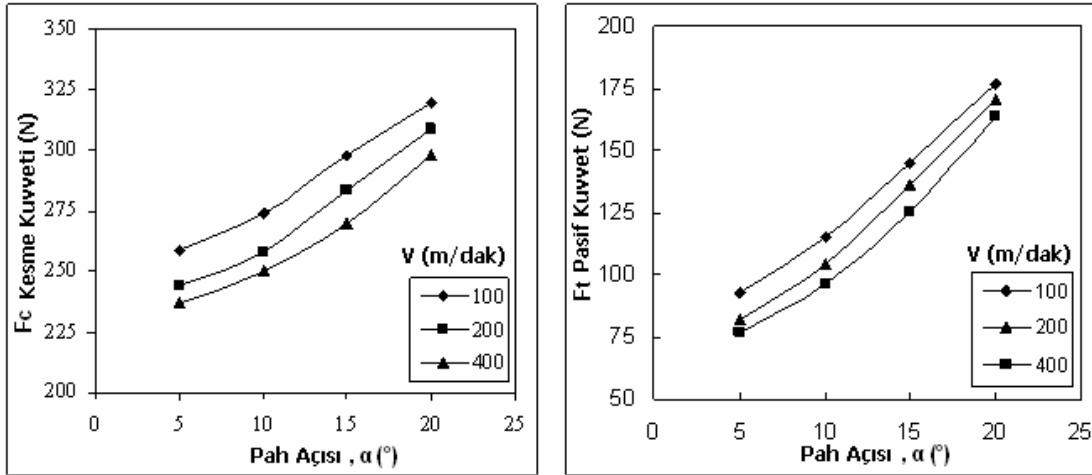 350
325
300
275
250
225
200
Fc Kesme Kuvveti (N)
V (m/dak)
100
200
400
0 5 10 15 20 25
Pah Açısı , α (°)
200
175
150
125
100
75
50
Ft Pasif Kuvvet (N)
V (m/dak)
100
200
400
0 5 10 15 20 25
Pah Açısı , α (°)